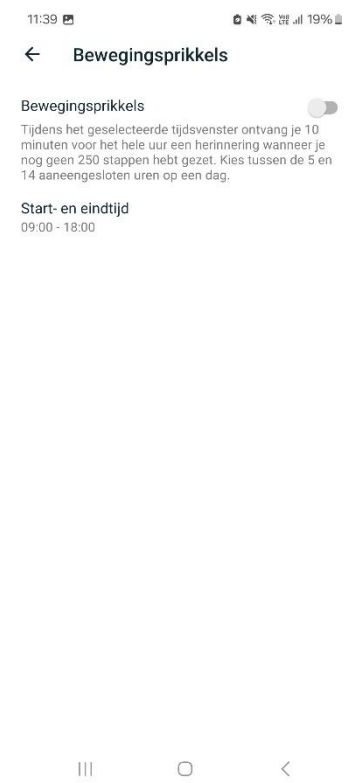 11:39 19%
Bewegingsprikkels
Bewegingsprikkels
Tijdens het geselecteerde tijdsvenster ontvang je 10
minuten voor het hele uur een herinnering wanneer je
nog geen 250 stappen hebt gezet. Kies tussen de 5 en
14 aaneengesloten uren op een dag.
Start- en eindtijd
09:00 - 18:00